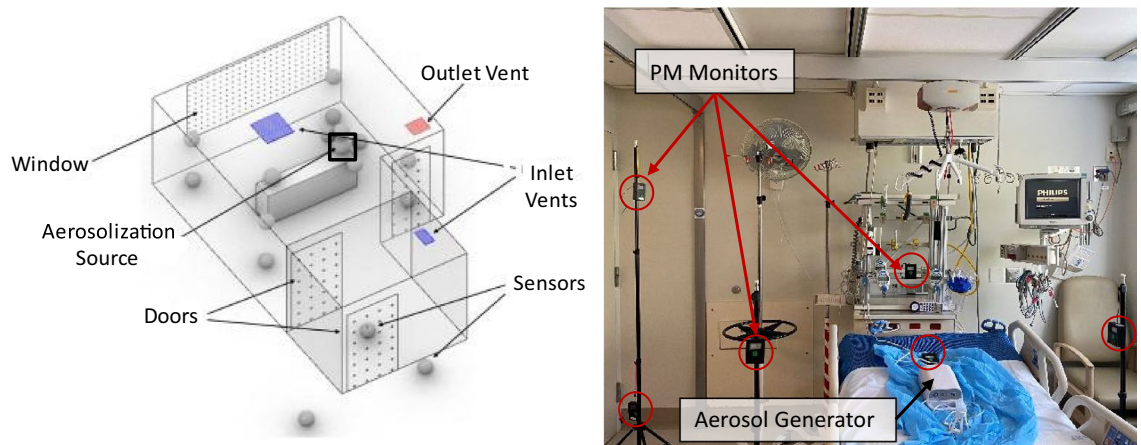 Outlet Vent
Window
Inlet
Vents
Aerosolization
Source
Sensors
Doors
PM Monitors
PHILIPS
Aerosol Generator